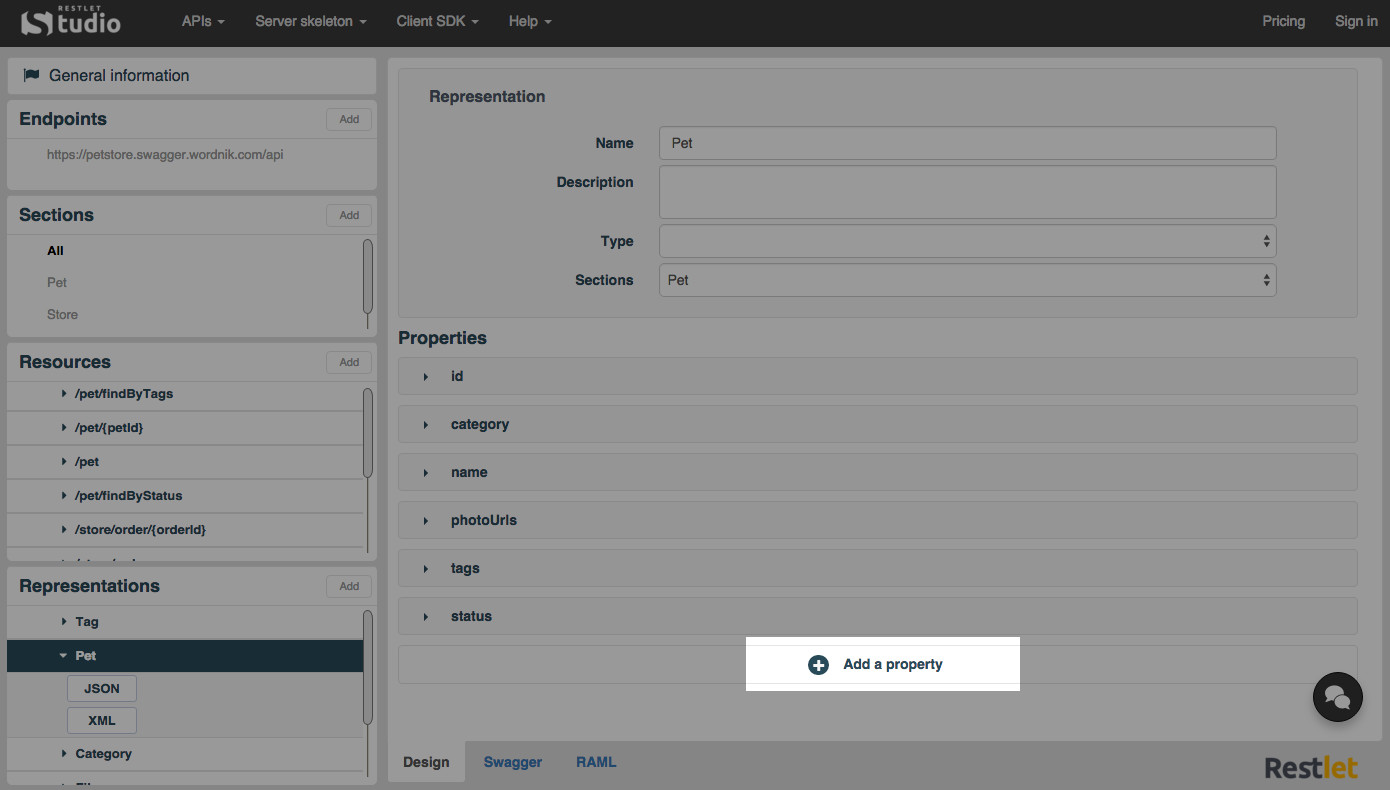 RESTLET
Studio
APIs
Server skeleton
Client SDK
Help
Pricing
Sign in
General information
Endpoints
Add
https://petstore.swagger.wordnik.com/api
Sections
Add
All
Pet
Store
Resources
Add
/pet/findByTags
/pet/{petId}
/pet
/pet/findByStatus
/store/order/{orderId}
Representations
Add
Tag
Pet
JSON
XML
Category
Representation
Name
Pet
Description
Type
Sections
Pet
Properties
id
category
name
photoUrls
tags
status
Add a property
Design
Swagger
RAML
Restlet